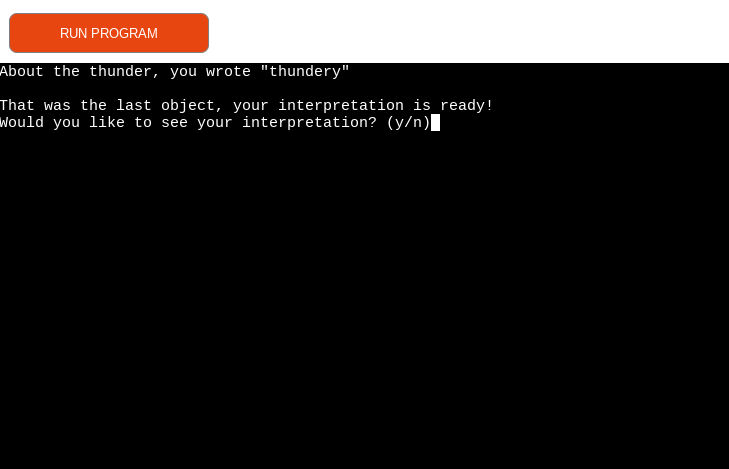 RUN PROGRAM
About the thunder, you wrote "thundery"
That was the last object, your interpretation is ready!
Would you like to see your interpretation? (y/n)